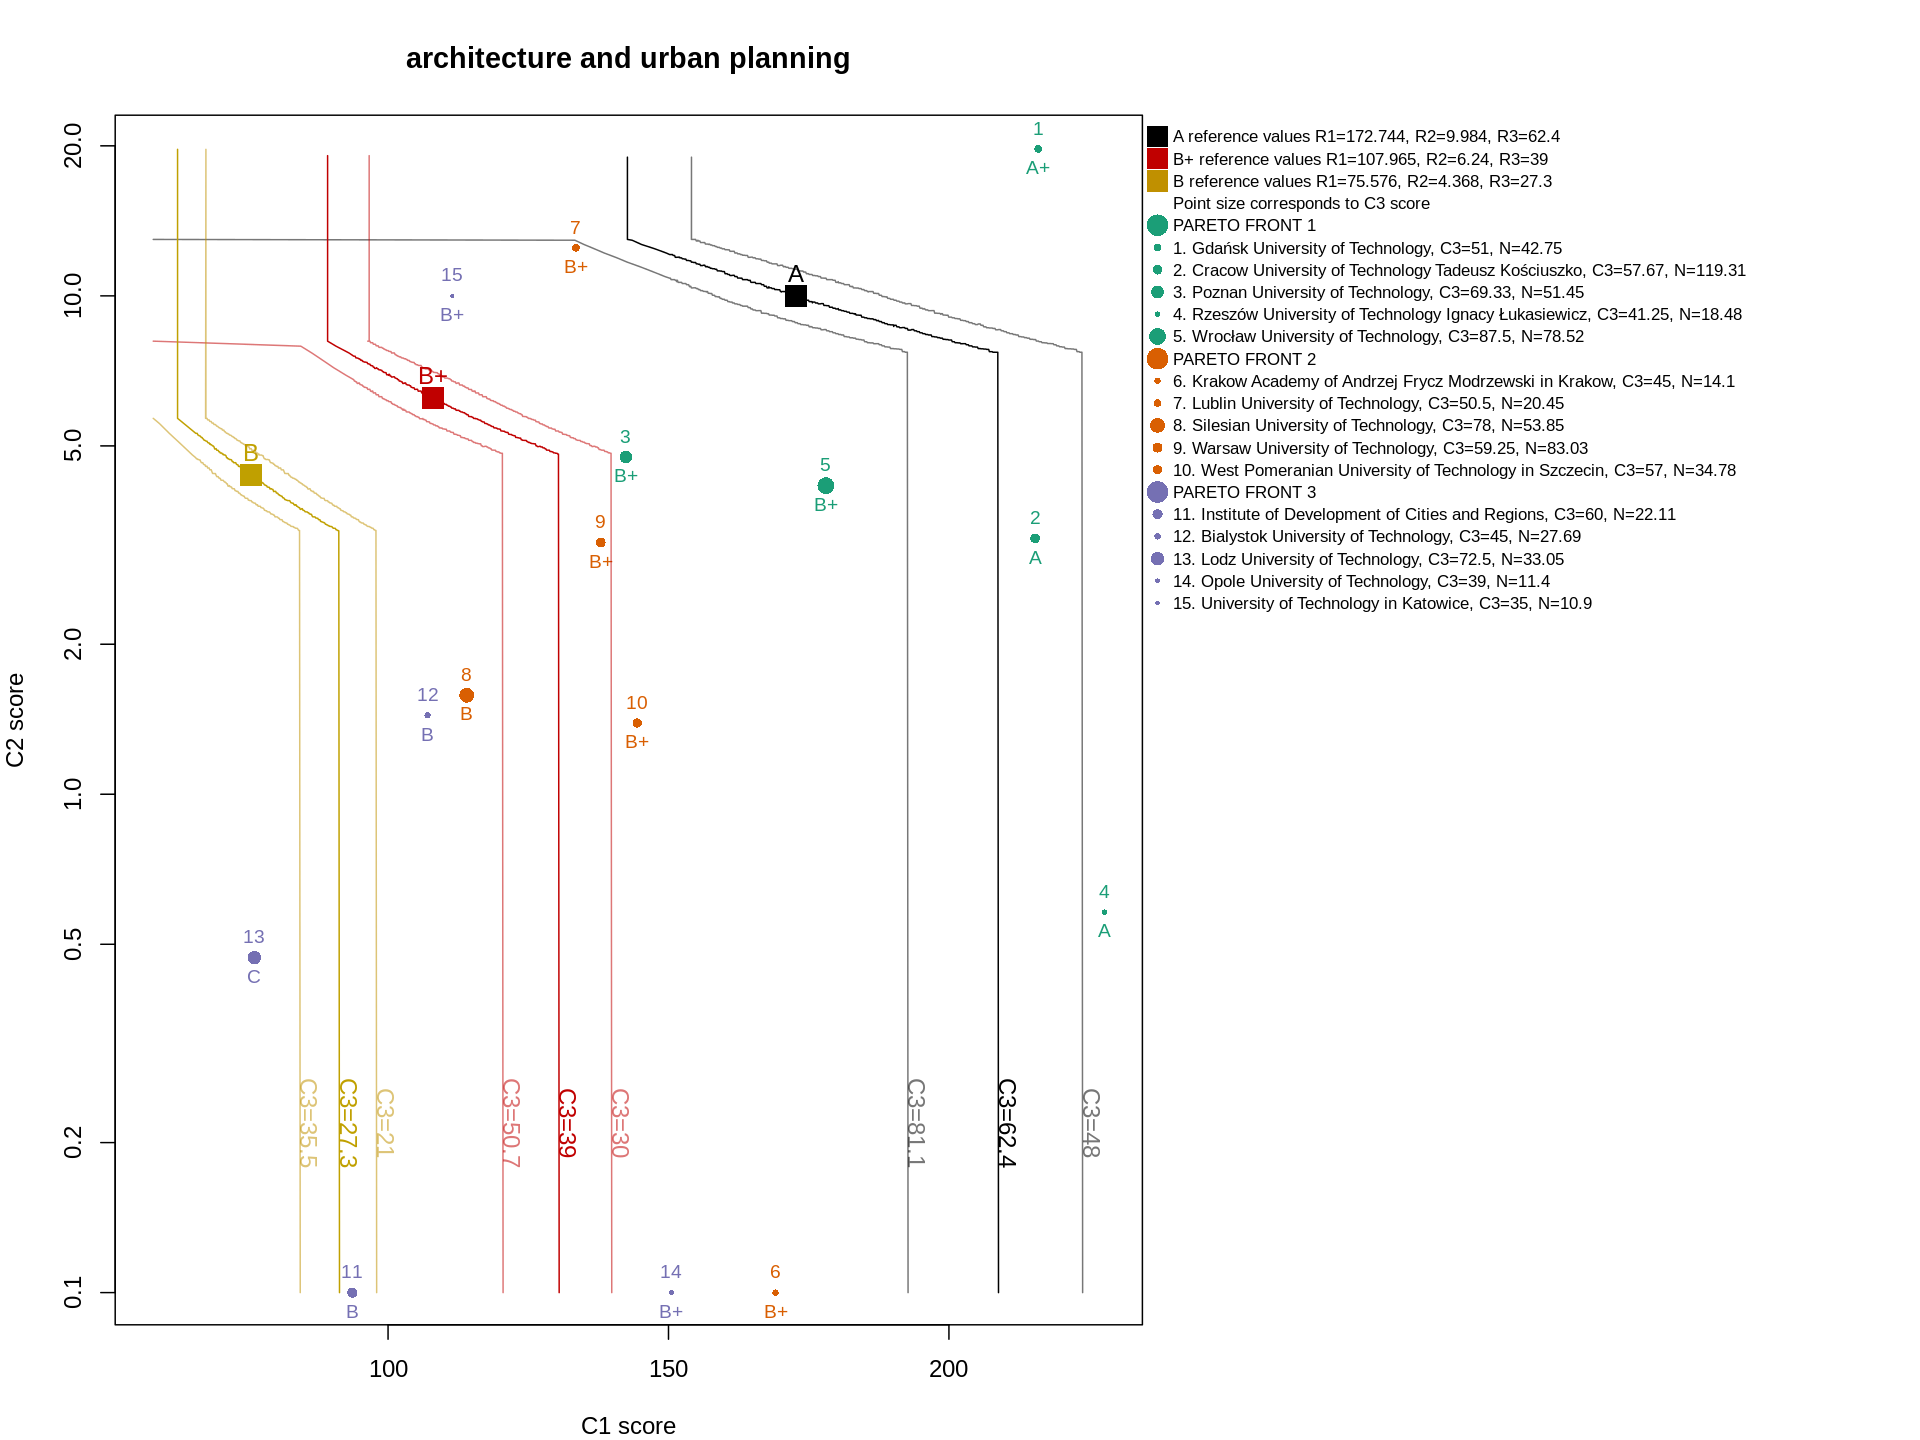 architecture and urban planning
A reference values R1=172.744, R2=9.984, R3=62.4
B+ reference values R1=107.965, R2=6.24, R3=39
B reference values R1=75.576, R2=4.368, R3=27.3
Point size corresponds to C3 score
PARETO FRONT 1
1. Gdańsk University of Technology, C3=51, N=42.75
2. Cracow University of Technology Tadeusz Kościuszko, C3=57.67, N=119.31
3. Poznan University of Technology, C3=69.33, N=51.45
4. Rzeszów University of Technology Ignacy Łukasiewicz, C3=41.25, N=18.48
5. Wrocław University of Technology, C3=87.5, N=78.52
PARETO FRONT 2
6. Krakow Academy of Andrzej Frycz Modrzewski in Krakow, C3=45, N=14.1
7. Lublin University of Technology, C3=50.5, N=20.45
8. Silesian University of Technology, C3=78, N=53.85
9. Warsaw University of Technology, C3=59.25, N=83.03
10. West Pomeranian University of Technology in Szczecin, C3=57, N=34.78
PARETO FRONT 3
11. Institute of Development of Cities and Regions, C3=60, N=22.11
12. Bialystok University of Technology, C3=45, N=27.69
13. Lodz University of Technology, C3=72.5, N=33.05
14. Opole University of Technology, C3=39, N=11.4
15. University of Technology in Katowice, C3=35, N=10.9
C2 score
20.0
10.0
5.0
2.0
1.0
0.5
0.2
0.1
1
A+
7
B+
15
B+
A
B+
B
3
B+
5
B+
9
B+
2
A
8
B
12
B
10
B+
4
A
13
C
C3=35.5
C3=27.3
C3=21
C3=50.7
C3=39
C3=30
C3=81.1
C3=62.4
C3=48
11
B
14
B+
6
B+
100
150
200
C1 score